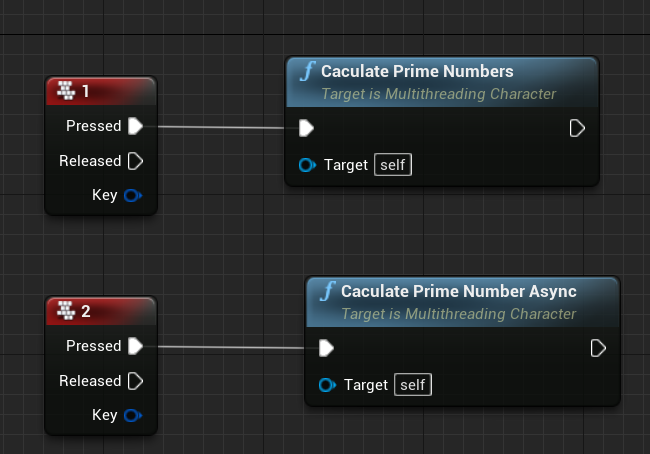 1
Pressed
Released
Key
f Caculate Prime Numbers
Target is Multithreading Character
Target self
2
Pressed
Released
Key
f Caculate Prime Number Async
Target is Multithreading Character
Target self